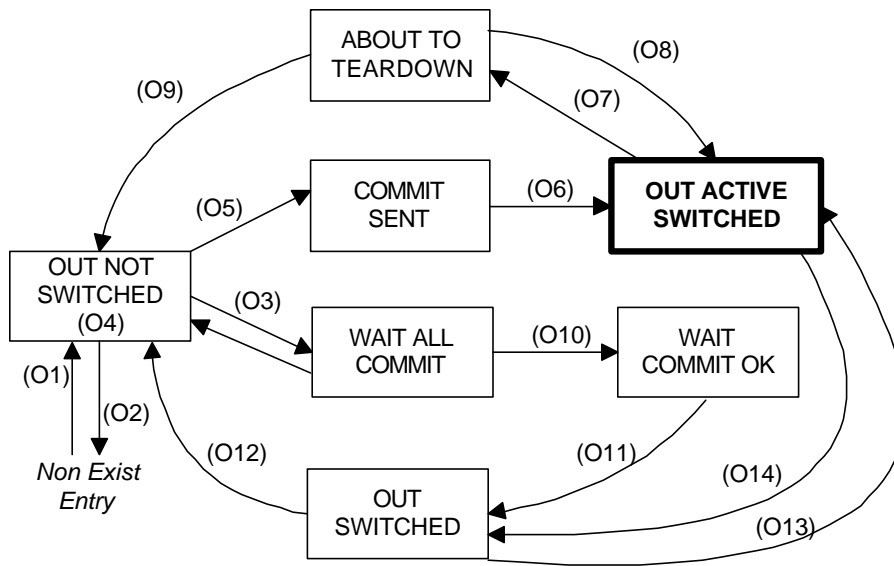 ABOUT TO
TEARDOWN
(O8)
(O9)
(O7)
COMMIT
SENT
(O6)
OUT ACTIVE
SWITCHED
(O5)
OUT NOT
SWITCHED
(O4)
(O3)
WAIT ALL
COMMIT
(O10)
WAIT
COMMIT OK
(O1)
(O2)
Non Exist
Entry
(O12)
(O11)
(O14)
OUT
SWITCHED
(O13)